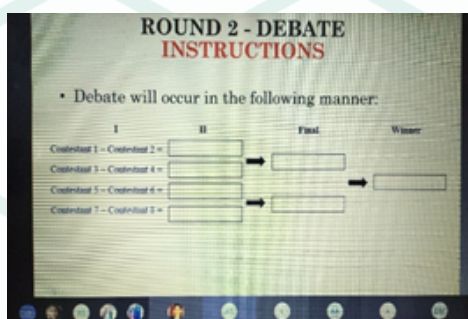 ROUND 2 - DEBATE
INSTRUCTIONS
• Debate will occur in the following manner:
I II Final Winner
Contestant 1 - Contestant 2 =
Contestant 3 - Contestant 4 =
Contestant 5 - Contestant 6 =
Contestant 7 - Contestant 8 =